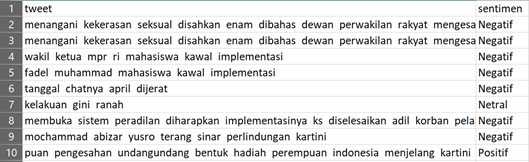 1 tweet sentimen
2 menangani kekerasan seksual disahkan enam dibahas dewan perwakilan rakyat mengesa Negatif
3 menangani kekerasan seksual disahkan enam dibahas dewan perwakilan rakyat mengesa Negatif
4 wakil ketua mpr ri mahasiswa kawal implementasi Negatif
5 fadel muhammad mahasiswa kawal implementasi Negatif
6 tanggal chatnya april dijerat Negatif
7 kelakuan gini ranah Netral
8 membuka sistem peradilan diharapkan implementasinya ks diselesaikan adil korban pela Negatif
9 mochammad abizar yusro terang sinar perlindungan kartini Negatif
10 puan pengesahan undangundang bentuk hadiah perempuan indonesia menjelang kartini Positif